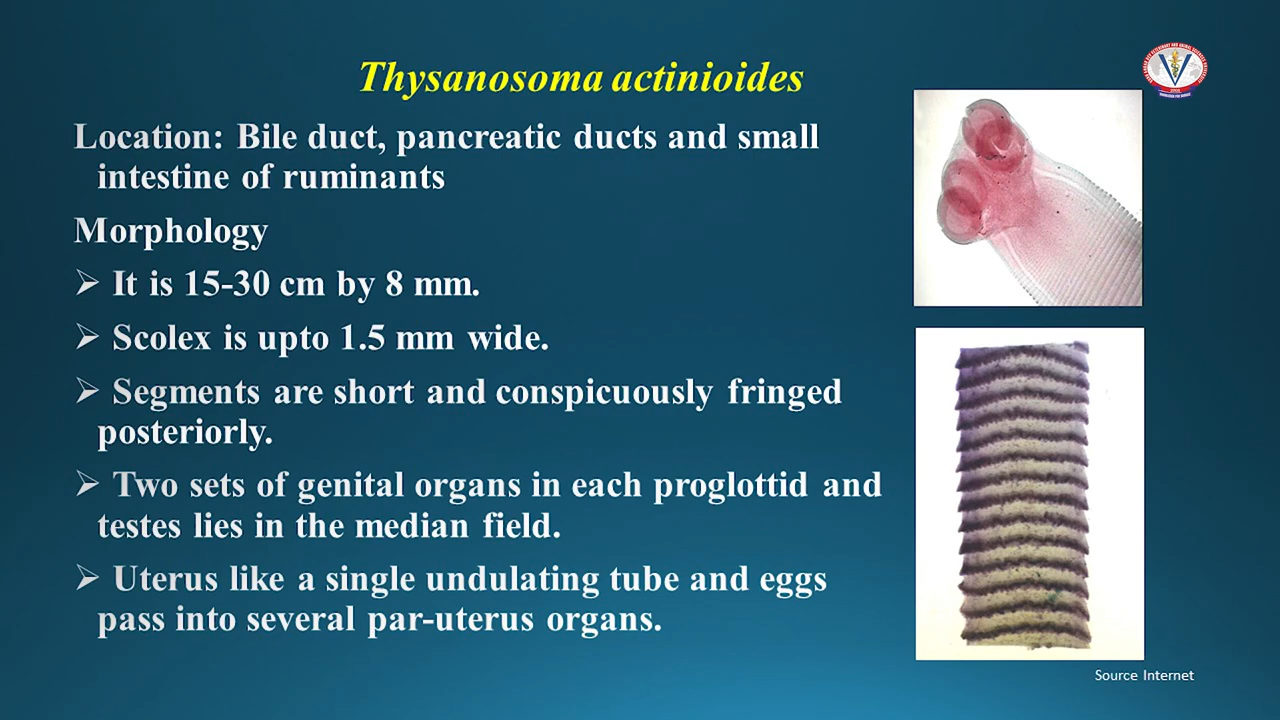 Thysanosoma actinioides
Location: Bile duct, pancreatic ducts and small
intestine of ruminants
Morphology
➢ It is 15-30 cm by 8 mm.
➢ Scolex is upto 1.5 mm wide.
➢ Segments are short and conspicuously fringed
posteriorly.
➢ Two sets of genital organs in each proglottid and
testes lies in the median field.
➢ Uterus like a single undulating tube and eggs
pass into several par-uterus organs.
Source Internet